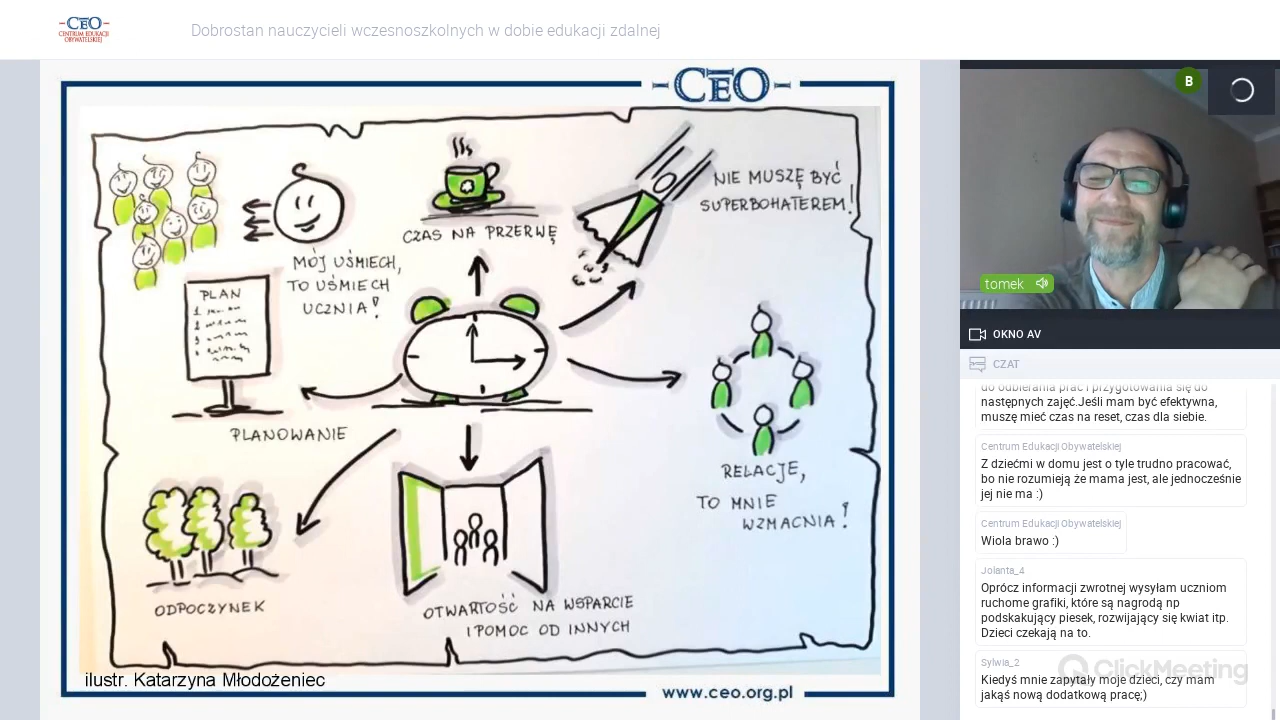 CEO
CENTRUM EDUKACJI
OBYWATELSKIEJ
Dobrostan nauczycieli wczesnoszkolnych w dobie edukacji zdalnej
CEO
MÓJ UŚMIECH,
TO UŚMIECH
UCZNIA!
CZAS NA PRZERWĘ
NIE MUSZĘ BYĆ
SUPERBOHATEREM!
PLAN
1
2
3
4
PLANOWANIE
RELACJE,
TO MNIE
WZMACNIA!
ODPOCZYNEK
OTWARTOŚĆ NA WSPARCIE
I POMOC OD INNYCH
ilustr. Katarzyna Młodożeniec
www.ceo.org.pl
B
tomek
OKNO AV
CZAT
do odbierania prac i przygotowania się do
następnych zajęć.Jeśli mam być efektywna,
muszę mieć czas na reset, czas dla siebie.
Centrum Edukacji Obywatelskiej
Z dziećmi w domu jest o tyle trudno pracować,
bo nie rozumieją że mama jest, ale jednocześnie
jej nie ma :)
Centrum Edukacji Obywatelskiej
Wiola brawo :)
Jolanta_4
Oprócz informacji zwrotnej wysyłam uczniom
ruchome grafiki, które są nagrodą np
podskakujący piesek, rozwijający się kwiat itp.
Dzieci czekają na to.
Sylwia_2
Kiedyś mnie zapytały moje dzieci, czy mam
jakąś nową dodatkową pracę;)
ClickMeeting